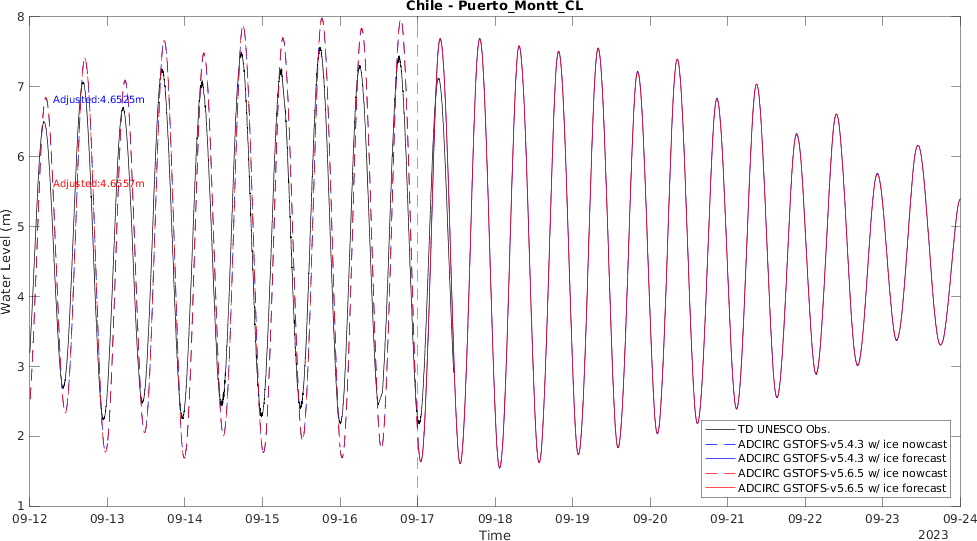 Chile - Puerto_Montt_CL
8
7
6
5
4
3
2
1
Water Level (m)
Adjusted:4.6525m
Adjusted:4.6557m
TD UNESCO Obs.
ADCIRC GSTOFS-v5.4.3 w/ ice nowcast
ADCIRC GSTOFS-v5.4.3 w/ ice forecast
ADCIRC GSTOFS-v5.6.5 w/ ice nowcast
ADCIRC GSTOFS-v5.6.5 w/ ice forecast
09-12 09-13 09-14 09-15 09-16 09-17 09-18 09-19 09-20 09-21 09-22 09-23 09-24
Time
2023